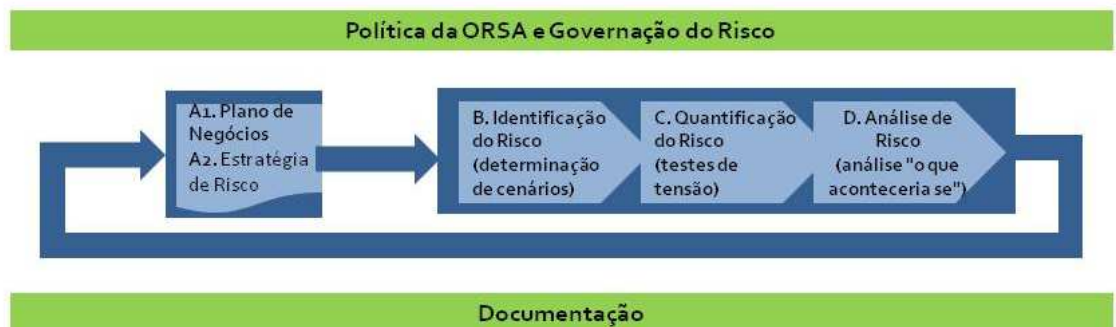 Política da ORSA e Governação do Risco
A1. Plano de
Negócios
A2. Estratégia
de Risco
B. Identificação
do Risco
(determinação
de cenários)
C. Quantificação
do Risco
(testes de
tensão)
D. Análise de
Risco
(análise "o que
aconteceria se")
Documentação